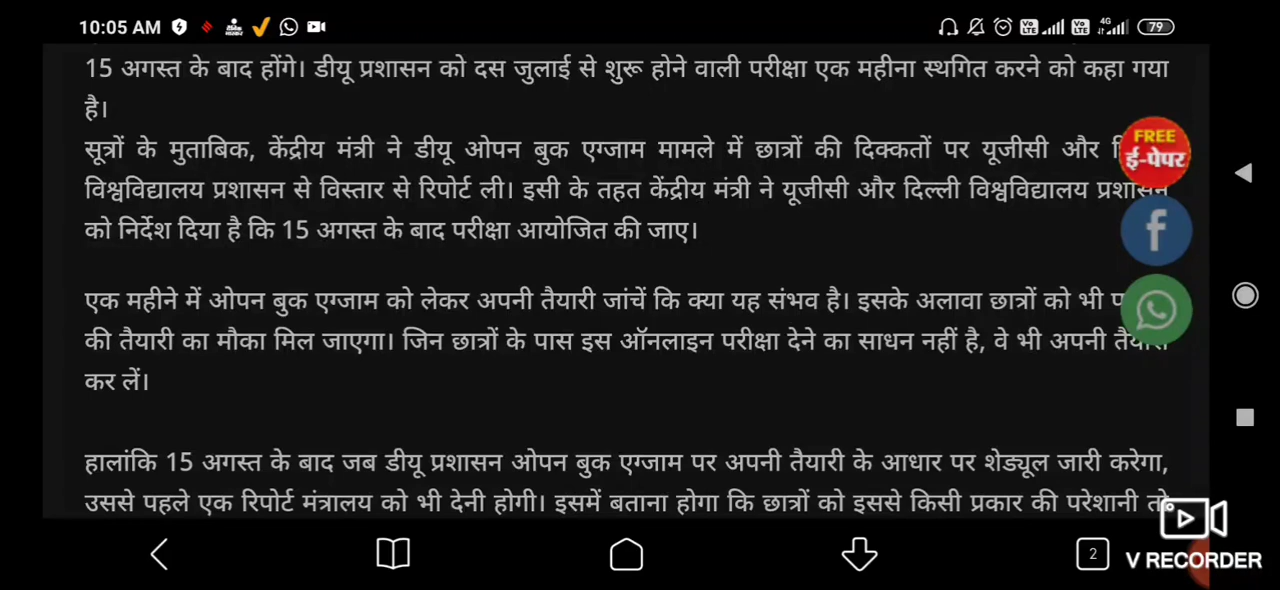 10:05 AM
79
15 अगस्त के बाद होंगे। डीयू प्रशासन को दस जुलाई से शुरू होने वाली परीक्षा एक महीना स्थगित करने को कहा गया
है।
सूत्रों के मुताबिक, केंद्रीय मंत्री ने डीयू ओपन बुक एग्जाम मामले में छात्रों की दिक्कतों पर यूजीसी और
विश्वविद्यालय प्रशासन से विस्तार से रिपोर्ट ली। इसी के तहत केंद्रीय मंत्री ने यूजीसी और दिल्ली विश्वविद्यालय प्रशासन
को निर्देश दिया है कि 15 अगस्त के बाद परीक्षा आयोजित की जाए।
एक महीने में ओपन बुक एग्जाम को लेकर अपनी तैयारी जांचें कि क्या यह संभव है। इसके अलावा छात्रों को भी
की तैयारी का मौका मिल जाएगा। जिन छात्रों के पास इस ऑनलाइन परीक्षा देने का साधन नहीं है, वे भी अपनी तैयारी
कर लें।
हालांकि 15 अगस्त के बाद जब डीयू प्रशासन ओपन बुक एग्जाम पर अपनी तैयारी के आधार पर शेड्यूल जारी करेगा,
उससे पहले एक रिपोर्ट मंत्रालय को भी देनी होगी। इसमें बताना होगा कि छात्रों को इससे किसी प्रकार की परेशानी तो
FREE
ई-पेपर
2
V RECORDER